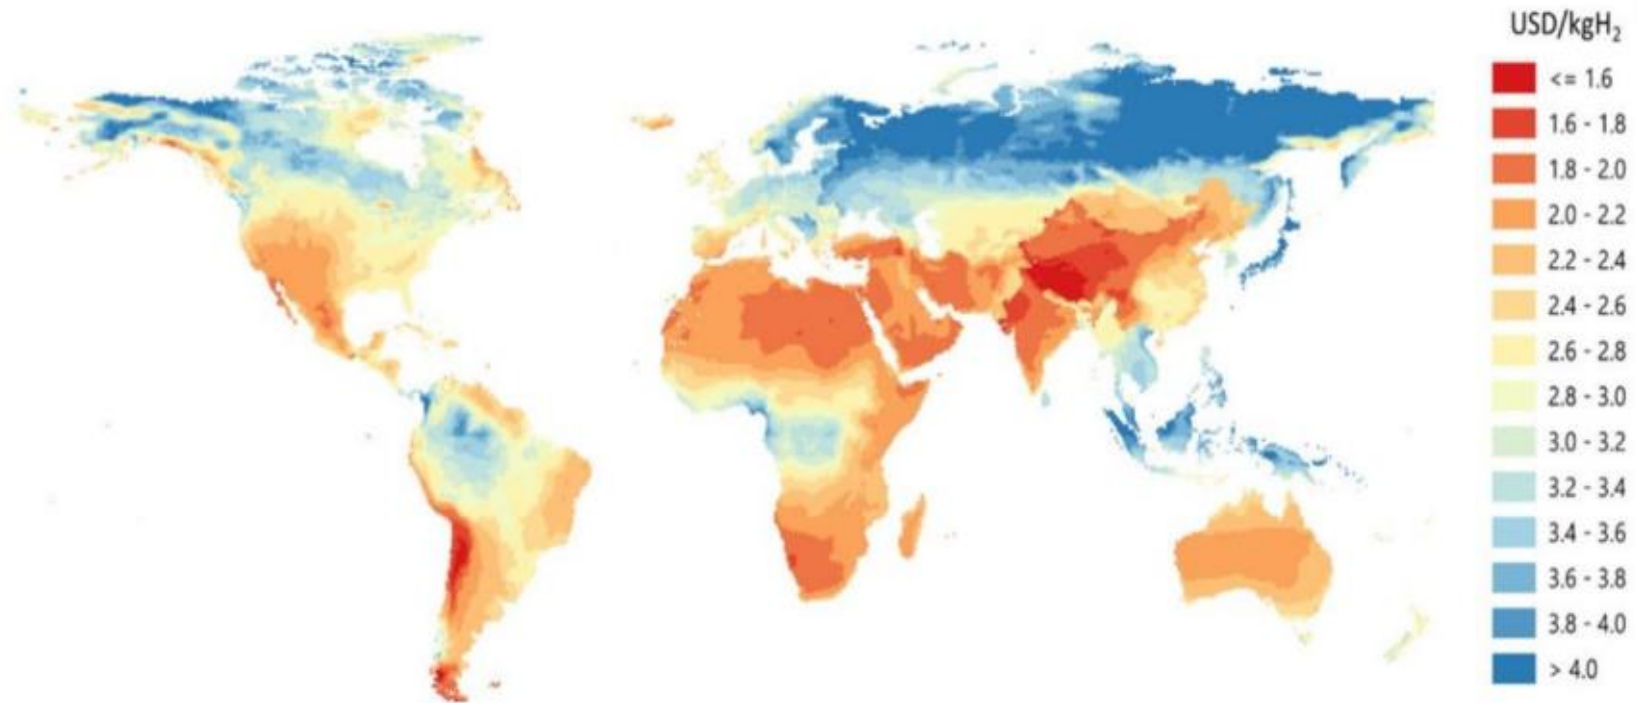 USD/kgH₂
<= 1.6
1.6 - 1.8
1.8 - 2.0
2.0 - 2.2
2.2 - 2.4
2.4 - 2.6
2.6 - 2.8
2.8 - 3.0
3.0 - 3.2
3.2 - 3.4
3.4 - 3.6
3.6 - 3.8
3.8 - 4.0
> 4.0